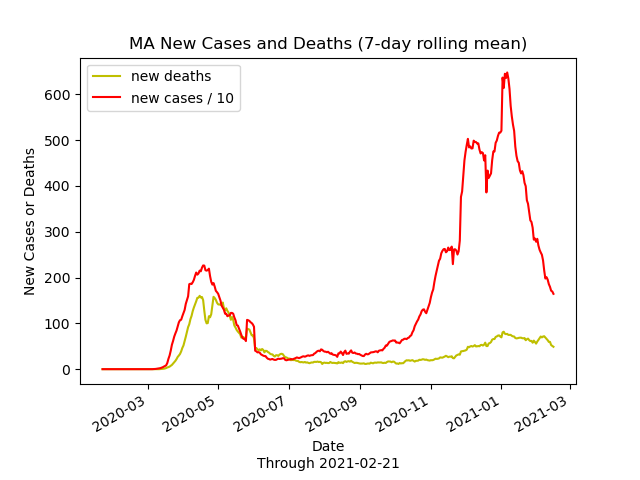 MA New Cases and Deaths (7-day rolling mean)
new deaths
new cases / 10
600
500
400
300
200
100
0
New Cases or Deaths
2020-03
2020-05
2020-07
2020-09
2020-11
2021-01
2021-03
Date
Through 2021-02-21